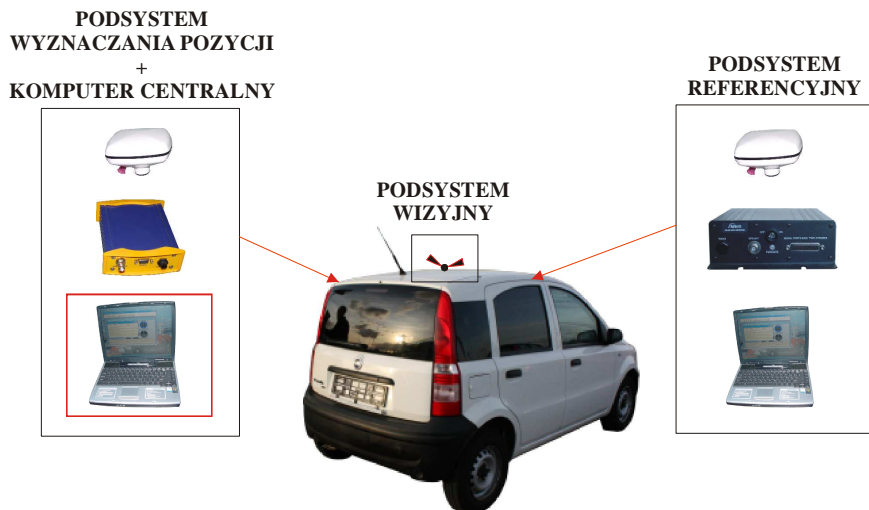 PODSYSTEM
WYZNACZANIA POZYCJI
+
KOMPUTER CENTRALNY
PODSYSTEM
REFERENCYJNY
PODSYSTEM
WIZYJNY